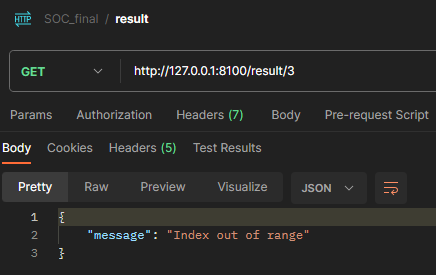 HTTP SOC_final / result
GET http://127.0.0.1:8100/result/3
Params Authorization Headers (7) Body Pre-request Script
Body Cookies Headers (5) Test Results
Pretty Raw Preview Visualize JSON
1 {
2 "message": "Index out of range"
3 }